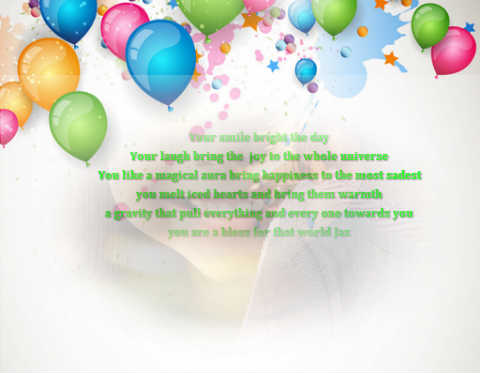 Your smile bright the day
Your laugh bring the joy to the whole universe
You like a magical aura bring happiness to the most sadest
you melt iced hearts and bring them warmth
a gravity that pull everything and every one towards you
you are a bless for that world Jax